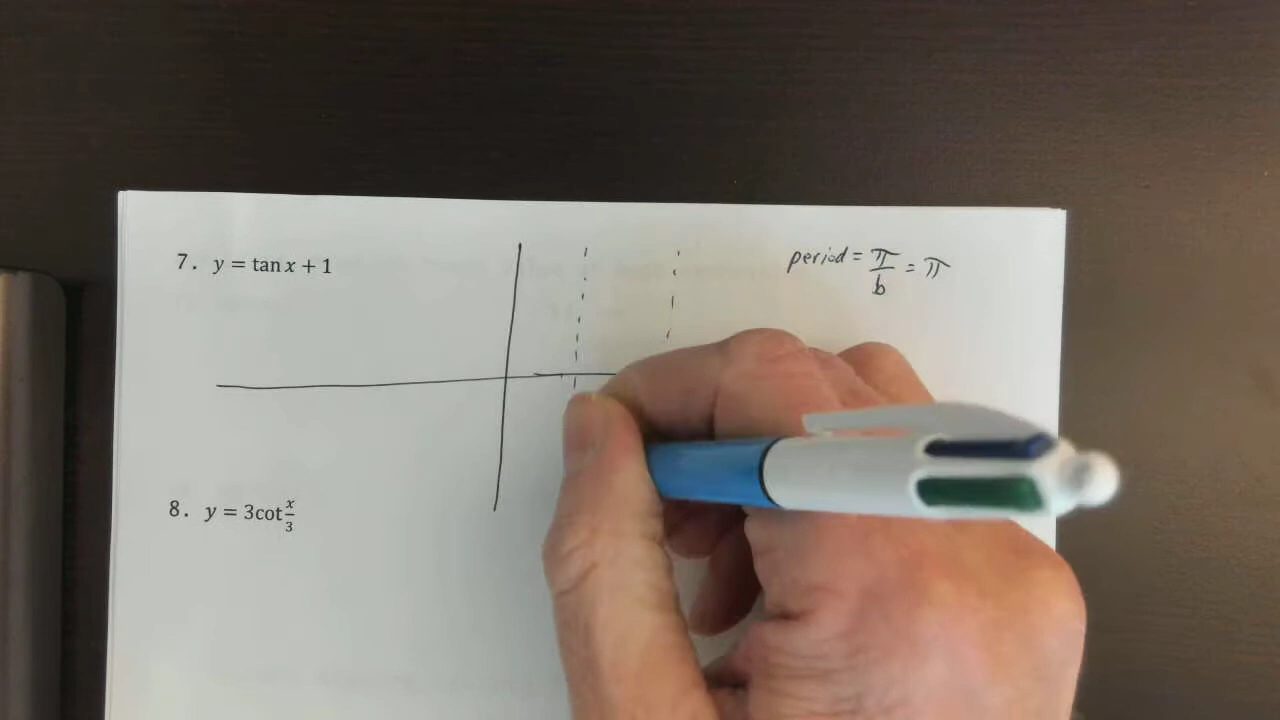 7. y = tan x + 1
period = π/b = π
8. y = 3cot x/3